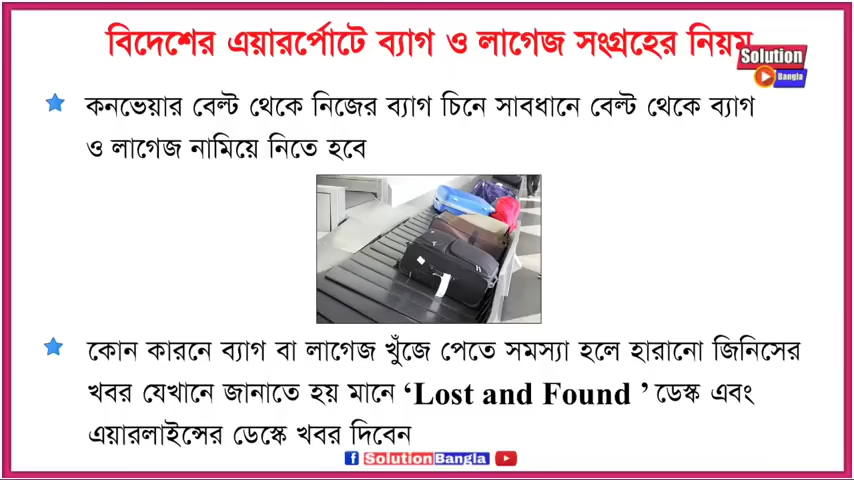 বিদেশের এয়ারর্পোটে ব্যাগ ও লাগেজ সংগ্রহের নিয়ম
Solution
Bangla
কনভেয়ার বেল্ট থেকে নিজের ব্যাগ চিনে সাবধানে বেল্ট থেকে ব্যাগ
ও লাগেজ নামিয়ে নিতে হবে
কোন কারনে ব্যাগ বা লাগেজ খুঁজে পেতে সমস্যা হলে হারানো জিনিসের
খবর যেখানে জানাতে হয় মানে ‘Lost and Found ’ ডেস্ক এবং
এয়ারলাইন্সের ডেস্কে খবর দিবেন
SolutionBangla